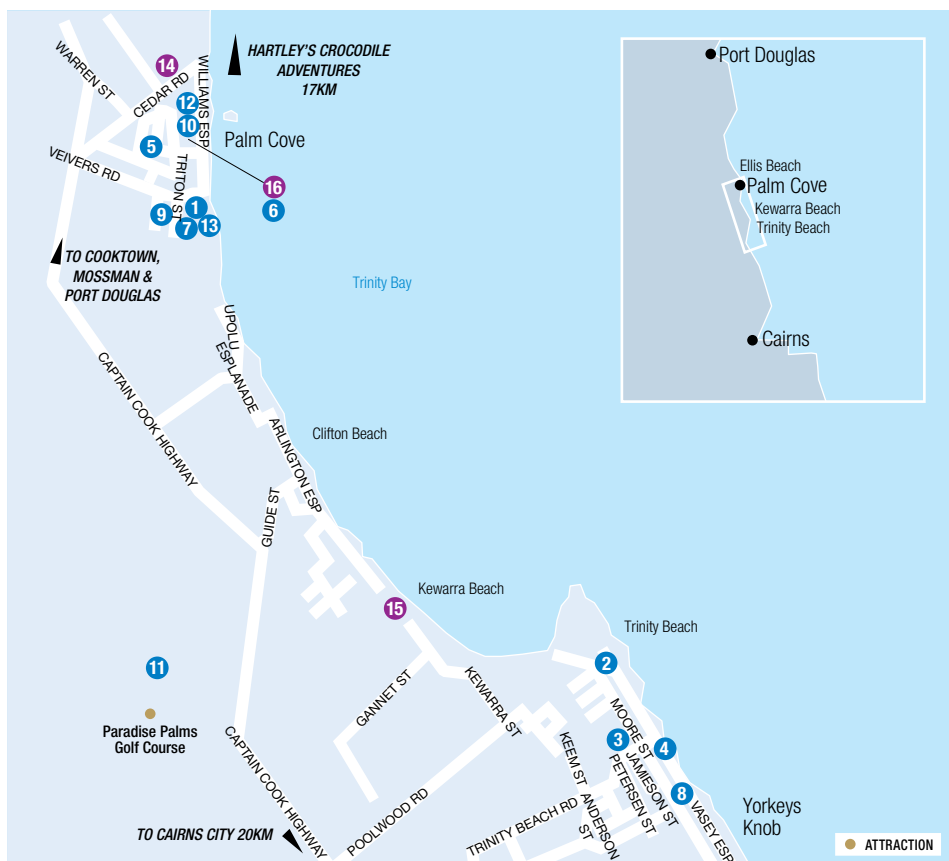 HARTLEY'S CROCODILE
ADVENTURES
17KM
WARREN ST
14
CEDAR RD
WILLIAMS ESP
12
10
Palm Cove
5
VEIVERS RD
TRITON ST
16
6
1
9
7
13
TO COOKTOWN,
MOSSMAN &
PORT DOUGLAS
Trinity Bay
UPOLU
ESPLANADE
CAPTAIN COOK HIGHWAY
Clifton Beach
ARLINGTON ESP
GUIDE ST
Kewarra Beach
15
Trinity Beach
2
11
Paradise Palms
Golf Course
GANNET ST
KEWARRA ST
MOORE ST
3
4
JAMIESON ST
PETERSEN ST
KEEM ST
ANDERSON
ST
8
VASEY ESP
CAPTAIN COOK HIGHWAY
POOLWOOD RD
TRINITY BEACH RD
Yorkeys
Knob
TO CAIRNS CITY 20KM
ATTRACTION
Port Douglas
Ellis Beach
Palm Cove
Kewarra Beach
Trinity Beach
Cairns